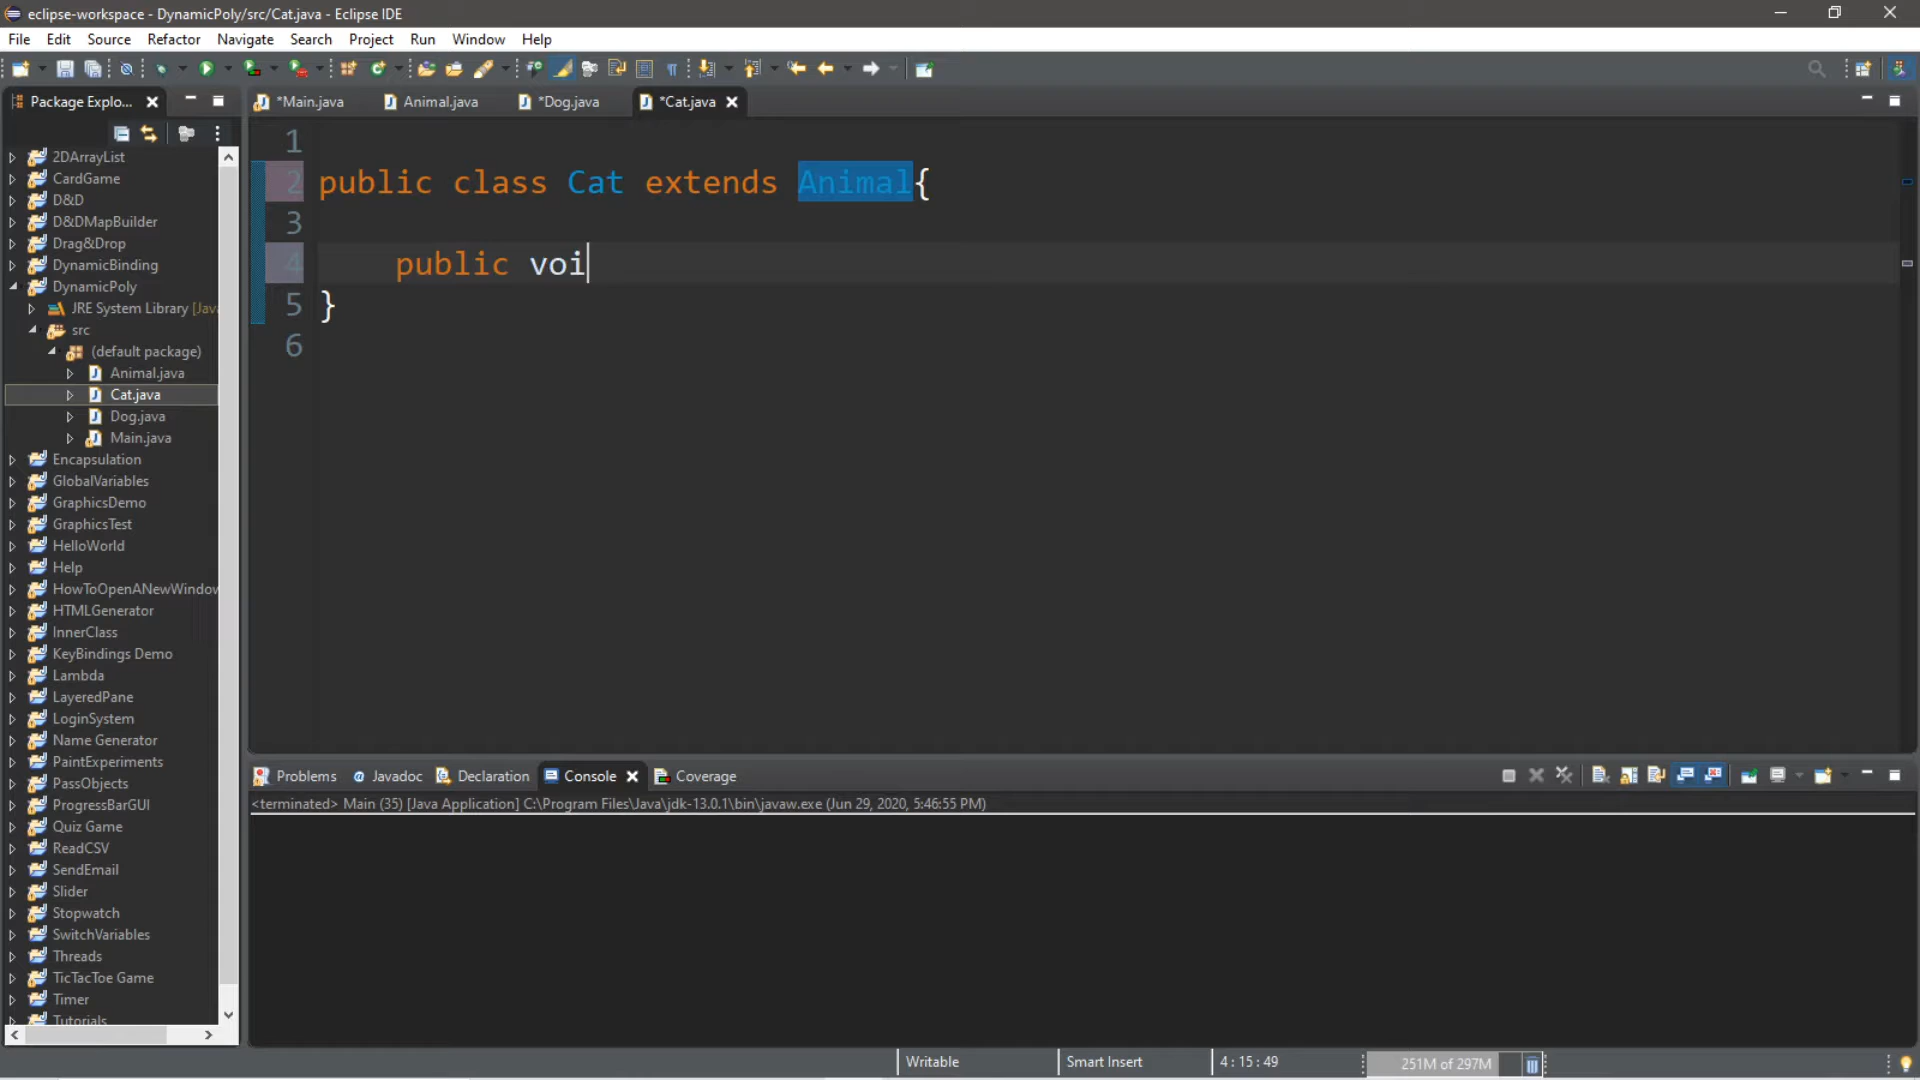 eclipse-workspace - DynamicPoly/src/Cat.java - Eclipse IDE
File Edit Source Refactor Navigate Search Project Run Window Help
Package Explo...
*Main.java Animal.java *Dog.java *Cat.java
1
2 public class Cat extends Animal{
3
4 public voi
5 }
6
2DArrayList
CardGame
D&D
D&DMapBuilder
Drag&Drop
DynamicBinding
DynamicPoly
JRE System Library [Jav
src
(default package)
Animal.java
Cat.java
Dog.java
Main.java
Encapsulation
GlobalVariables
GraphicsDemo
GraphicsTest
HelloWorld
Help
HowToOpenANewWindow
HTMLGenerator
InnerClass
KeyBindings Demo
Lambda
LayeredPane
LoginSystem
Name Generator
PaintExperiments
PassObjects
ProgressBarGUI
Quiz Game
ReadCSV
SendEmail
Slider
Stopwatch
SwitchVariables
Threads
TicTacToe Game
Timer
Tutorials
Problems Javadoc Declaration Console Coverage
<terminated> Main (35) [Java Application] C:\Program Files\Java\jdk-13.0.1\bin\javaw.exe (Jun 29, 2020, 5:46:55 PM)
Writable Smart Insert 4 : 15 : 49 251M of 297M